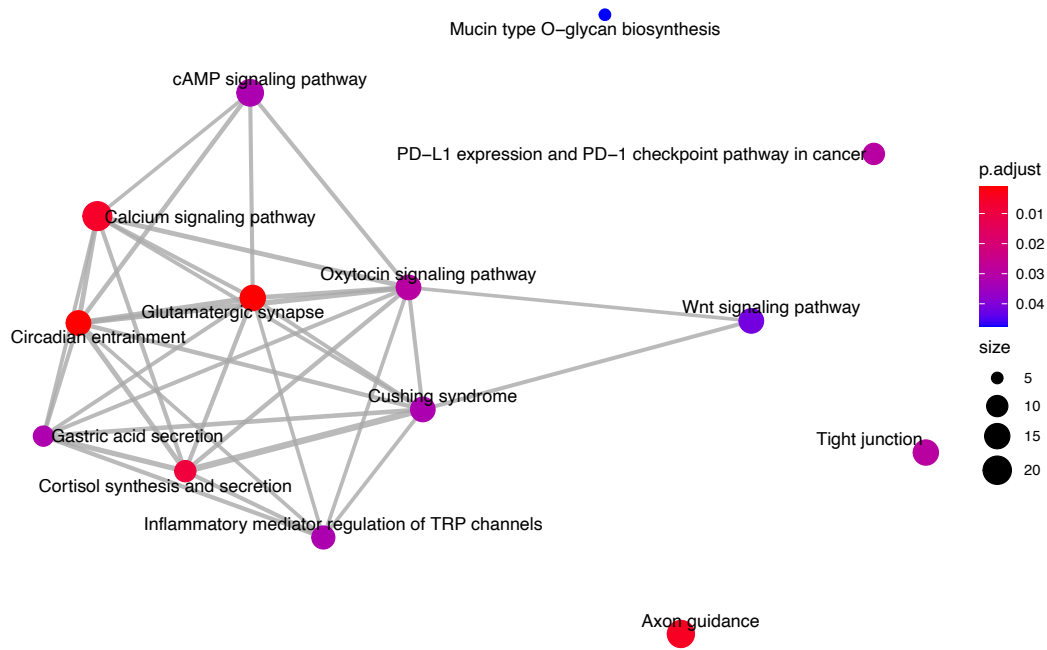 Mucin type O−glycan biosynthesis
cAMP signaling pathway
PD−L1 expression and PD−1 checkpoint pathway in cancer
p.adjust
0.01
0.02
0.03
0.04
Calcium signaling pathway
Oxytocin signaling pathway
Glutamatergic synapse
Wnt signaling pathway
Circadian entrainment
size
5
10
15
20
Cushing syndrome
Gastric acid secretion
Tight junction
Cortisol synthesis and secretion
Inflammatory mediator regulation of TRP channels
Axon guidance